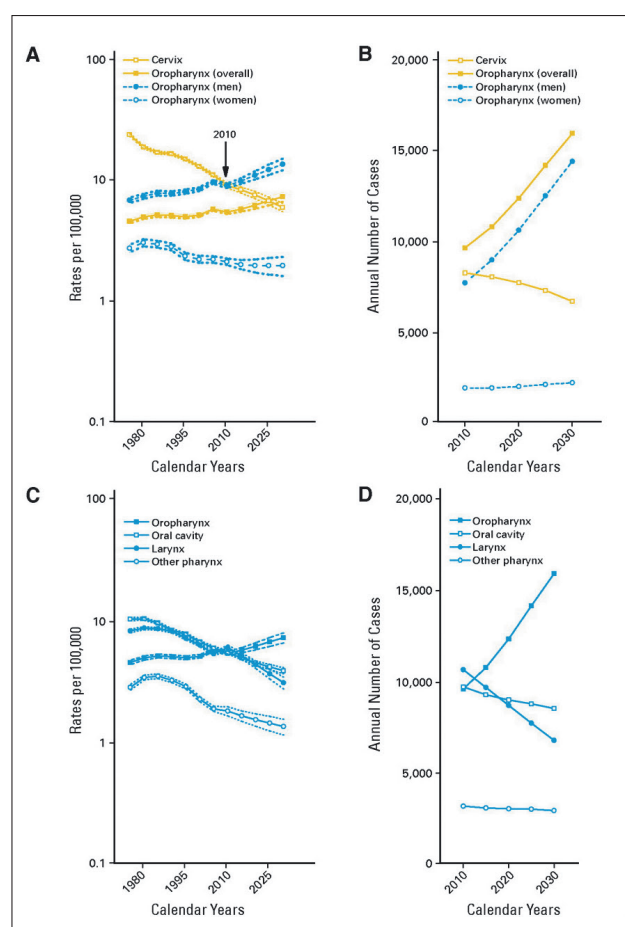 A
Cervix
Oropharynx (overall)
Oropharynx (men)
Oropharynx (women)
100
10
1
0.1
2010
Rates per 100,000
1980
1995
2010
2025
Calendar Years
B
Cervix
Oropharynx (overall)
Oropharynx (men)
Oropharynx (women)
20,000
15,000
10,000
5,000
0
Annual Number of Cases
2010
2020
2030
Calendar Years
C
Oropharynx
Oral cavity
Larynx
Other pharynx
100
10
1
0.1
Rates per 100,000
1980
1995
2010
2025
Calendar Years
D
Oropharynx
Oral cavity
Larynx
Other pharynx
20,000
15,000
10,000
5,000
0
Annual Number of Cases
2010
2020
2030
Calendar Years